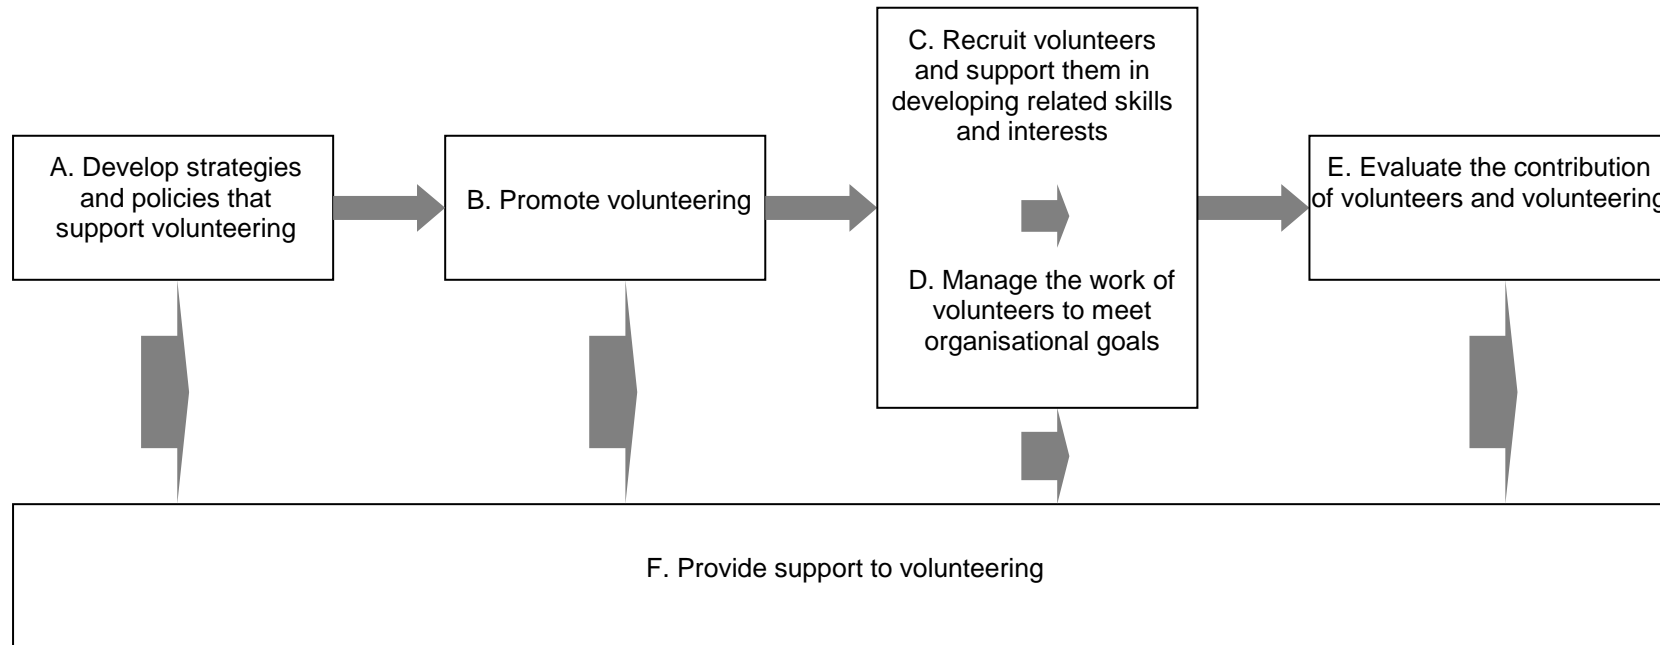 A. Develop strategies
and policies that
support volunteering
B. Promote volunteering
C. Recruit volunteers
and support them in
developing related skills
and interests
D. Manage the work of
volunteers to meet
organisational goals
E. Evaluate the contribution
of volunteers and volunteering
F. Provide support to volunteering